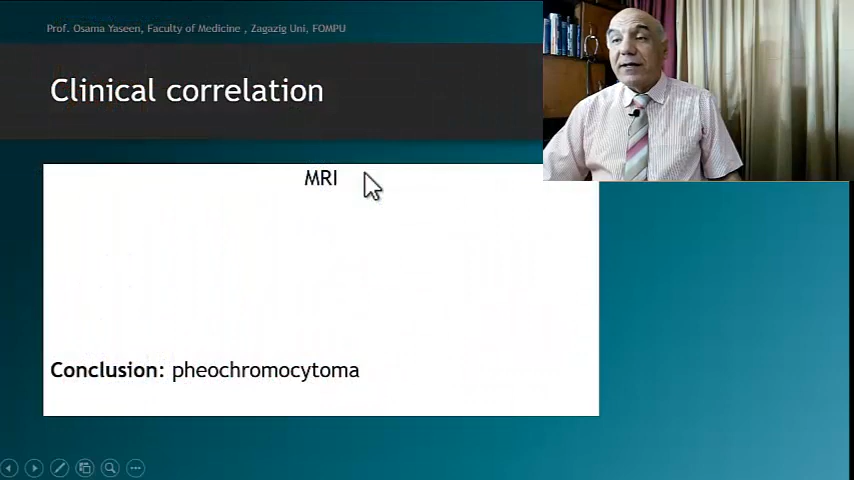 Prof. Osama Yaseen, Faculty of Medicine , Zagazig Uni, FOMPU
Clinical correlation
MRI
Conclusion: pheochromocytoma